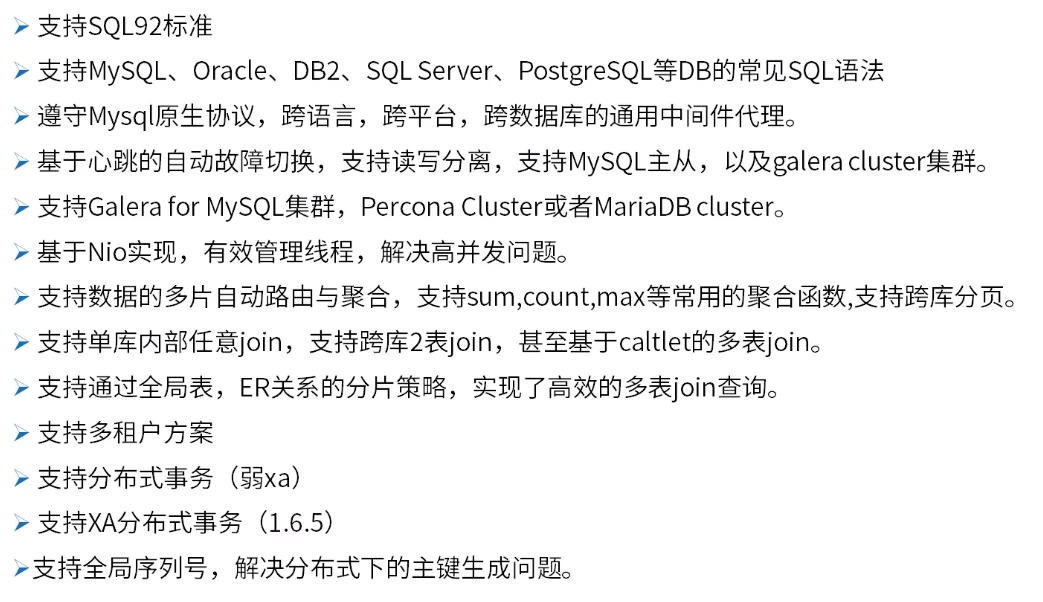 支持SQL92标准
支持MySQL、Oracle、DB2、SQL Server、PostgreSQL等DB的常见SQL语法
遵守Mysql原生协议，跨语言，跨平台，跨数据库的通用中间件代理。
基于心跳的自动故障切换，支持读写分离，支持MySQL主从，以及galera cluster集群。
支持Galera for MySQL集群，Percona Cluster或者MariaDB cluster。
基于Nio实现，有效管理线程，解决高并发问题。
支持数据的多片自动路由与聚合，支持sum,count,max等常用的聚合函数,支持跨库分页。
支持单库内部任意join，支持跨库2表join，甚至基于caltlet的多表join。
支持通过全局表，ER关系的分片策略，实现了高效的多表join查询。
支持多租户方案
支持分布式事务（弱xa）
支持XA分布式事务（1.6.5）
支持全局序列号，解决分布式下的主键生成问题。